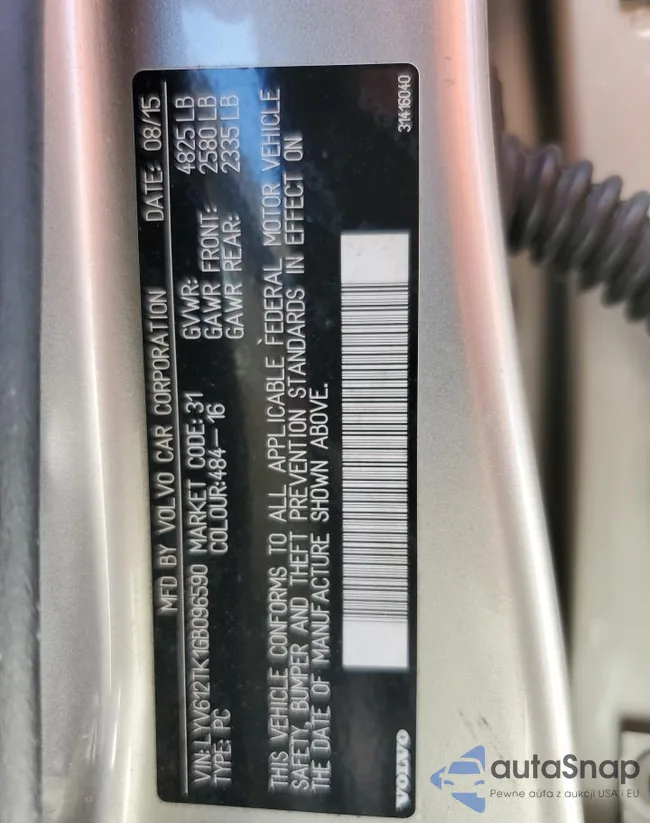 MFD BY VOLVO CAR CORPORATION DATE: 08/15
VIN: LYV612TK1GB096590 MARKET CODE: 31 GVWR: 4825 LB
TYPE: PC COLOUR:484—16 GAWR FRONT: 2580 LB
GAWR REAR: 2335 LB
THIS VEHICLE CONFORMS TO ALL APPLICABLE FEDERAL MOTOR VEHICLE
SAFETY, BUMPER AND THEFT PREVENTION STANDARDS IN EFFECT ON
THE DATE OF MANUFACTURE SHOWN ABOVE.
VOLVO
31416040
autaSnap
Pewne auta z aukcji USA i EU